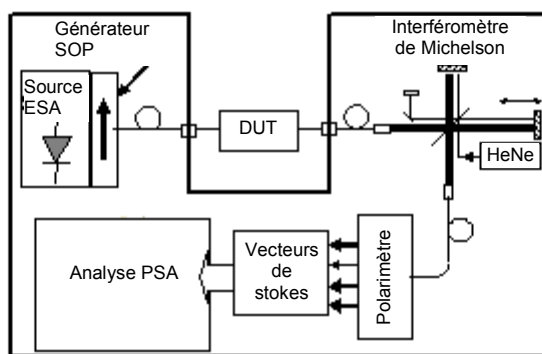 Générateur
SOP
Interféromètre
de Michelson
Source
ESA
DUT
HeNe
Analyse PSA
Vecteurs
de
stokes
Polarimètre